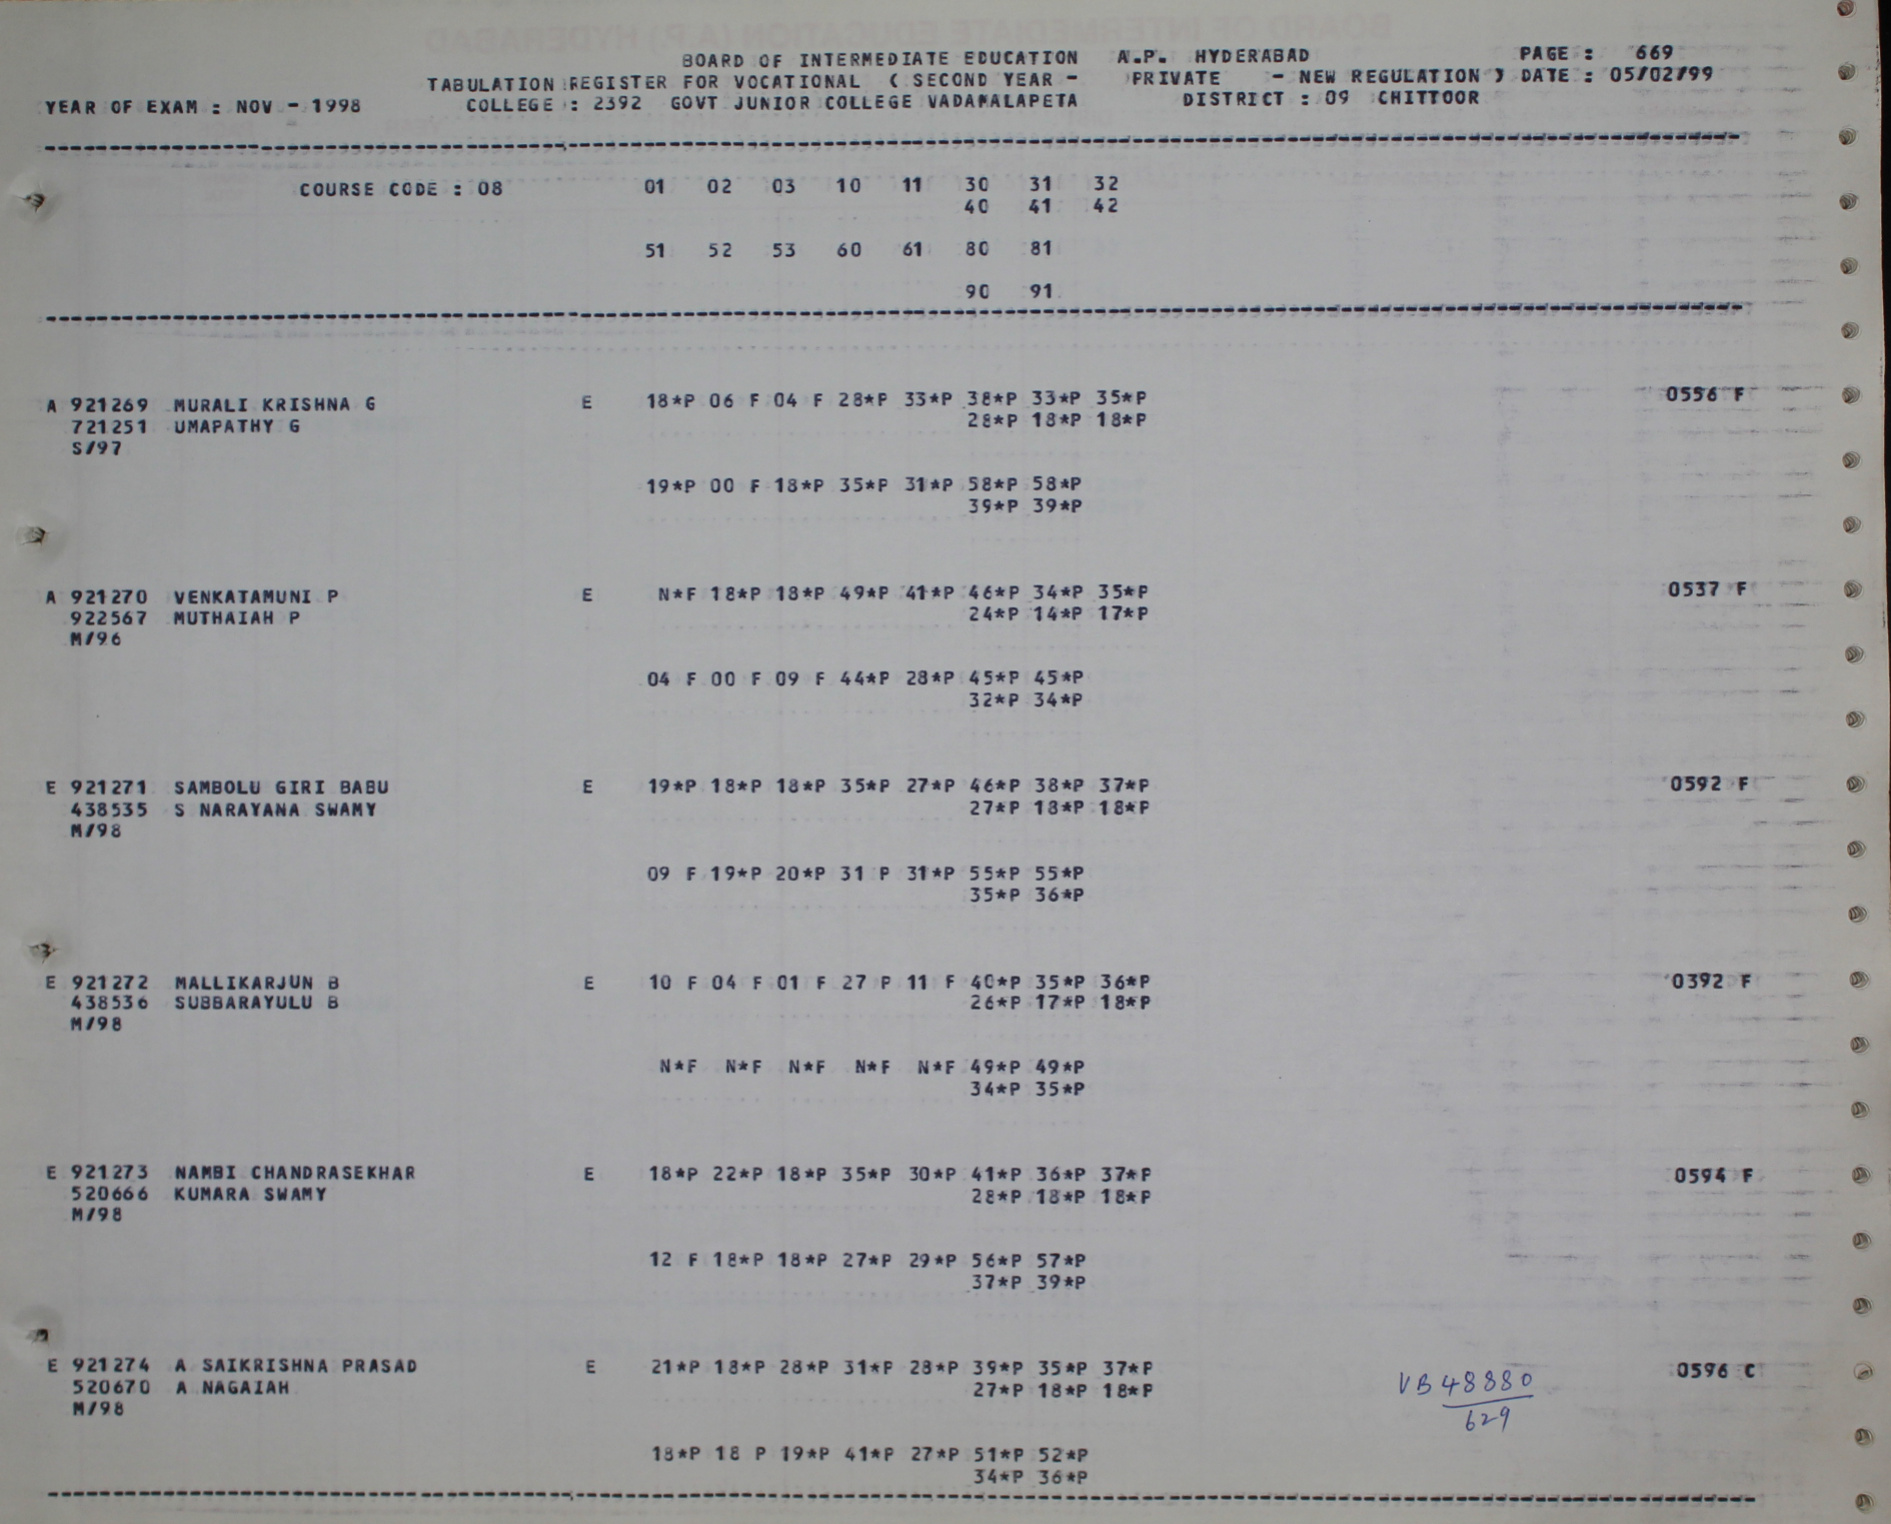 BOARD OF INTERMEDIATE EDUCATION A.P. HYDERABAD PAGE : 669
TABULATION REGISTER FOR VOCATIONAL ( SECOND YEAR - PRIVATE - NEW REGULATION ) DATE : 05/02/99
YEAR OF EXAM : NOV - 1998 COLLEGE : 2392 GOVT JUNIOR COLLEGE VADAMALAPETA DISTRICT : 09 CHITTOOR
COURSE CODE : 08 01 02 03 10 11 30 31 32
40 41 42
51 52 53 60 61 80 81
90 91
A 921269 MURALI KRISHNA G E 18*P 06 F 04 F 28*P 33*P 38*P 33*P 35*P 0556 F
721251 UMAPATHY G 28*P 18*P 18*P
S/97
19*P 00 F 18*P 35*P 31*P 58*P 58*P
39*P 39*P
A 921270 VENKATAMUNI P E N*F 18*P 18*P 49*P 41*P 46*P 34*P 35*P 0537 F
922567 MUTHAIAH P 24*P 14*P 17*P
M/96
04 F 00 F 09 F 44*P 28*P 45*P 45*P
32*P 34*P
E 921271 SAMBOLU GIRI BABU E 19*P 18*P 18*P 35*P 27*P 46*P 38*P 37*P 0592 F
438535 S NARAYANA SWAMY 27*P 18*P 18*P
M/98
09 F 19*P 20*P 31 P 31*P 55*P 55*P
35*P 36*P
E 921272 MALLIKARJUN B E 10 F 04 F 01 F 27 P 11 F 40*P 35*P 36*P 0392 F
438536 SUBBARAYULU B 26*P 17*P 18*P
M/98
N*F N*F N*F N*F N*F 49*P 49*P
34*P 35*P
E 921273 NAMBI CHANDRASEKHAR E 18*P 22*P 18*P 35*P 30*P 41*P 36*P 37*P 0594 F
520666 KUMARA SWAMY 28*P 18*P 18*P
M/98
12 F 18*P 18*P 27*P 29*P 56*P 57*P
37*P 39*P
E 921274 A SAIKRISHNA PRASAD E 21*P 18*P 28*P 31*P 28*P 39*P 35*P 37*P 0596 C
520670 A NAGAIAH 27*P 18*P 18*P VB 48880
M/98 629
18*P 18 P 19*P 41*P 27*P 51*P 52*P
34*P 36*P